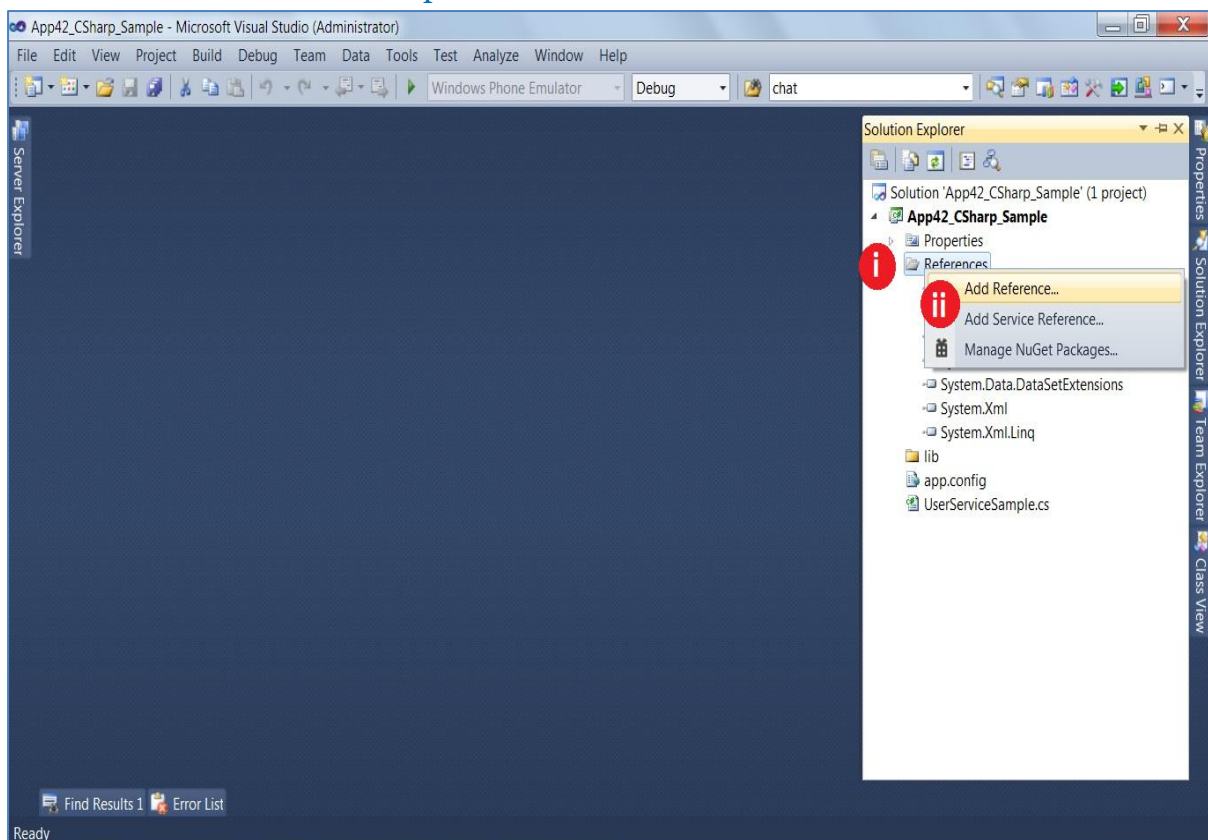 App42_CSharp_Sample - Microsoft Visual Studio (Administrator)
File Edit View Project Build Debug Team Data Tools Test Analyze Window Help
Windows Phone Emulator Debug chat
Server Explorer
Solution Explorer
Solution 'App42_CSharp_Sample' (1 project)
App42_CSharp_Sample
Properties
i References
Add Reference...
ii
Add Service Reference...
Manage NuGet Packages...
System.Data.DataSetExtensions
System.Xml
System.Xml.Linq
lib
app.config
UserServiceSample.cs
Properties
Solution Explorer
Team Explorer
Class View
Find Results 1 Error List
Ready